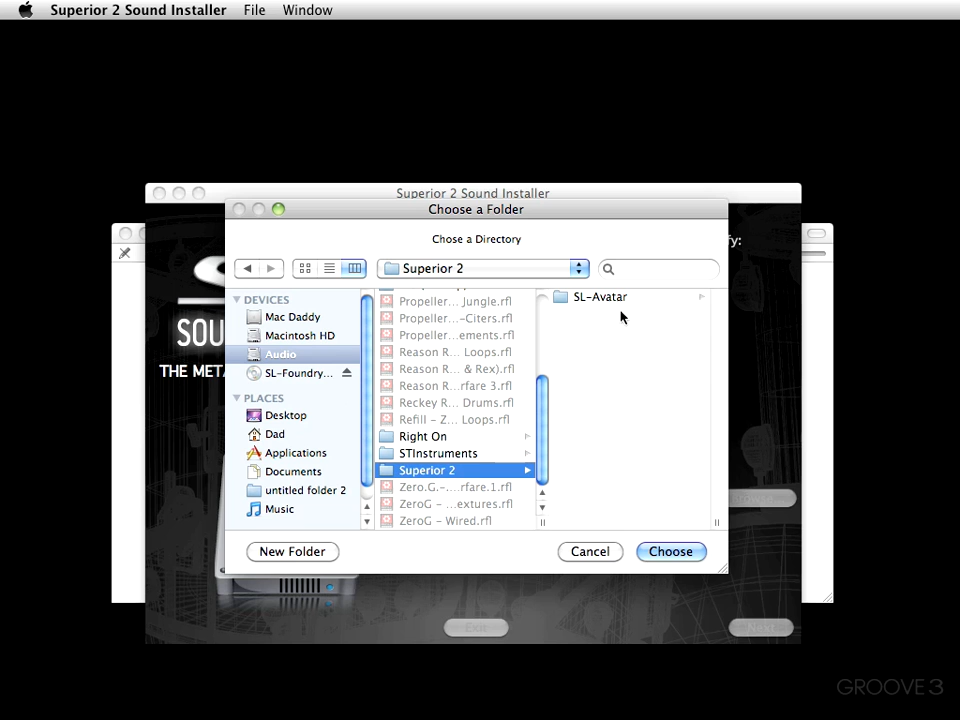 Superior 2 Sound Installer File Window
Superior 2 Sound Installer
Choose a Folder
Chose a Directory
fy:
Superior 2
DEVICES
Mac Daddy
Macintosh HD
Audio
SL-Foundry...
PLACES
Desktop
Dad
Applications
Documents
untitled folder 2
Music
Propeller... Jungle.rfl
Propeller...-Citers.rfl
Propeller...ements.rfl
Reason R... Loops.rfl
Reason R... & Rex).rfl
Reason R...rfare 3.rfl
Reckey R... Drums.rfl
Refill - Z... Loops.rfl
Right On
STInstruments
Superior 2
Zero.G.-....rfare.1.rfl
ZeroG - ...extures.rfl
ZeroG - Wired.rfl
SL-Avatar
SOU
THE META
New Folder
Cancel
Choose
Exit
Next
GROOVE3